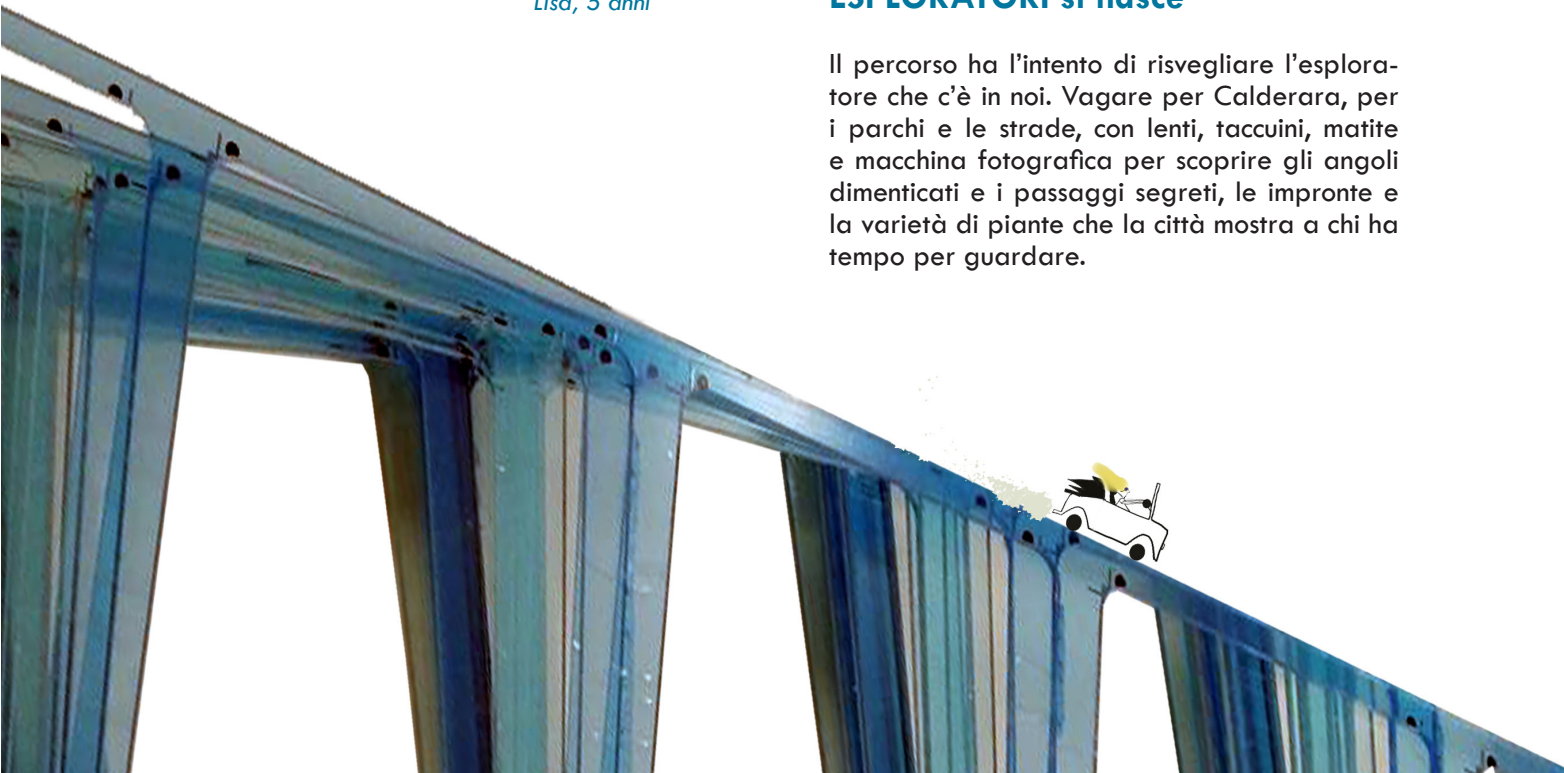 Lisa, 5 anni
ESPLORATORI si nasce
Il percorso ha l’intento di risvegliare l’esplora-
tore che c’è in noi. Vagare per Calderara, per
i parchi e le strade, con lenti, taccuini, matite
e macchina fotografica per scoprire gli angoli
dimenticati e i passaggi segreti, le impronte e
la varietà di piante che la città mostra a chi ha
tempo per guardare.